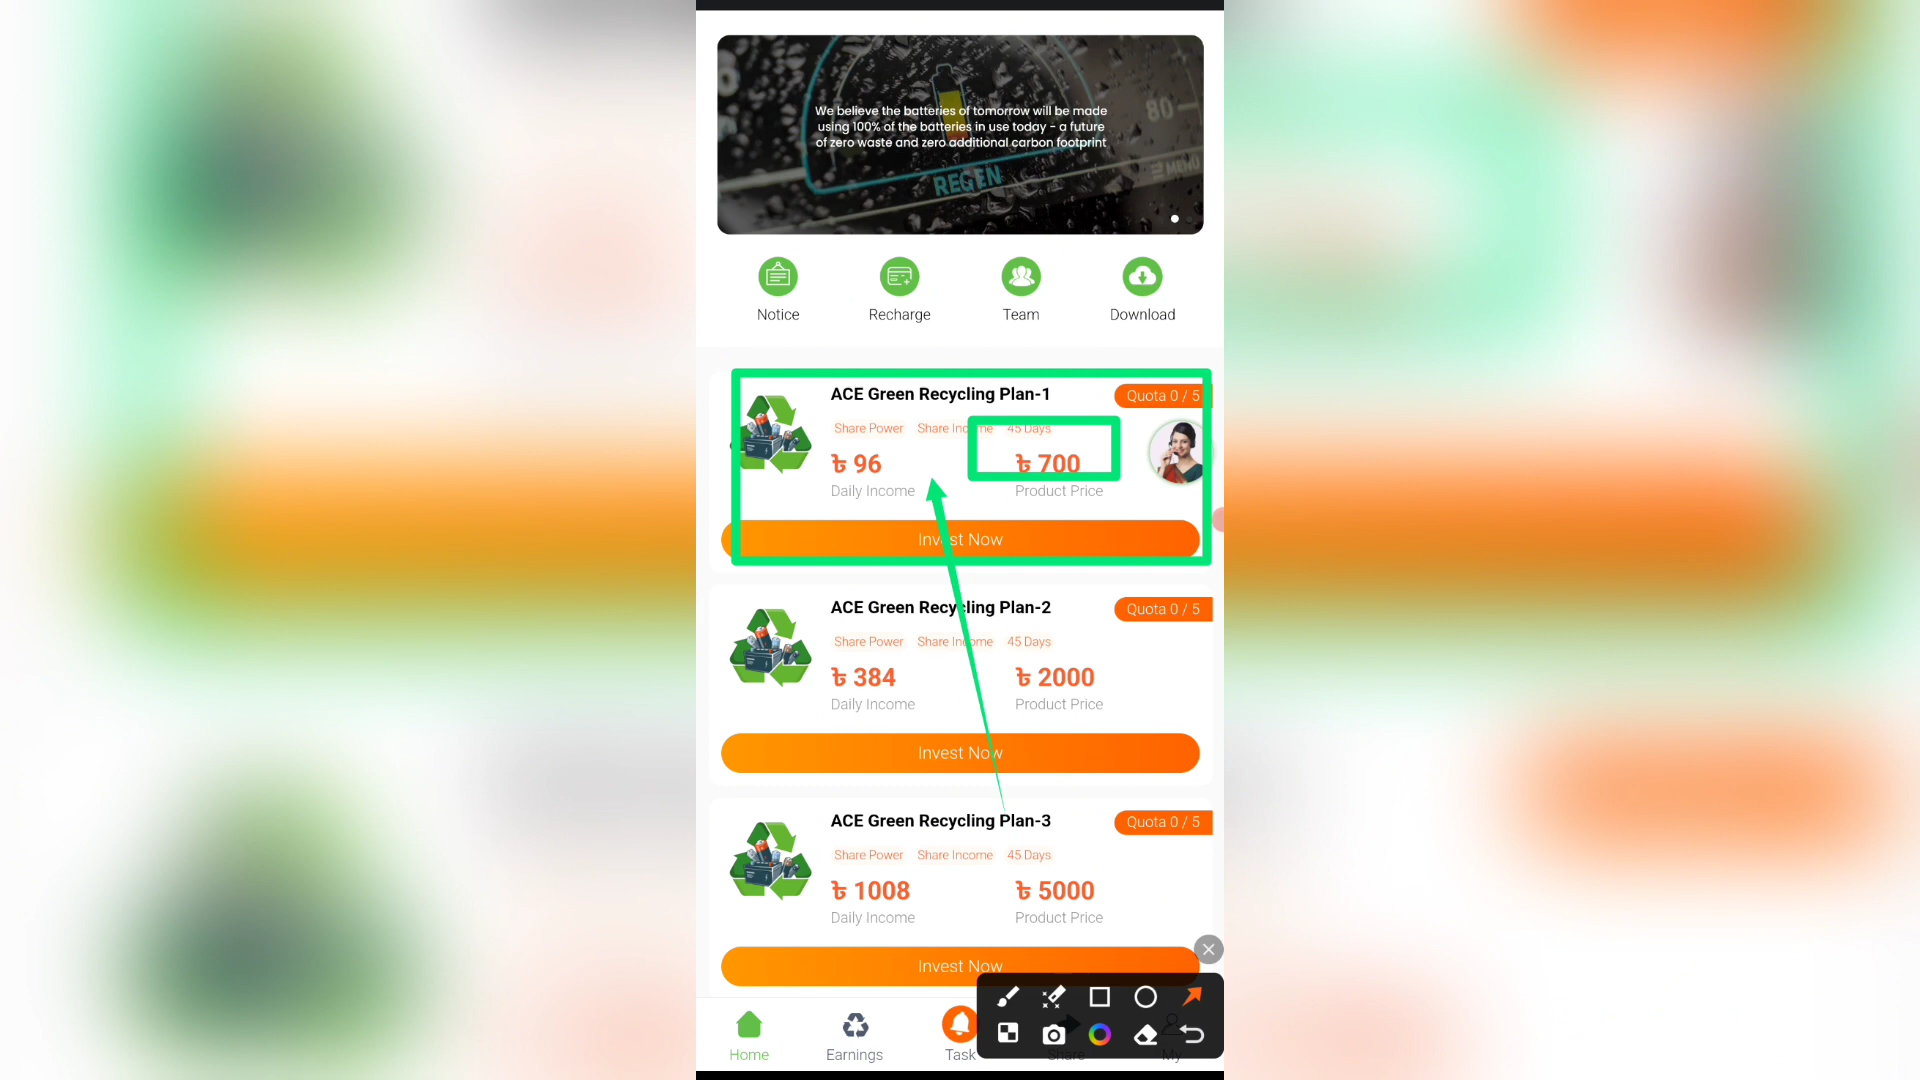 We believe the batteries of tomorrow will be made
using 100% of the batteries in use today - a future
of zero waste and zero additional carbon footprint
80
MENU
REGEN
Notice
Recharge
Team
Download
ACE Green Recycling Plan-1
Quota 0 / 5
Share Power Share Income 45 Days
৳ 96
৳ 700
Daily Income
Product Price
Invest Now
ACE Green Recycling Plan-2
Quota 0 / 5
Share Power Share Income 45 Days
৳ 384
৳ 2000
Daily Income
Product Price
Invest Now
ACE Green Recycling Plan-3
Quota 0 / 5
Share Power Share Income 45 Days
৳ 1008
৳ 5000
Daily Income
Product Price
Invest Now
Home
Earnings
Task
Share
My